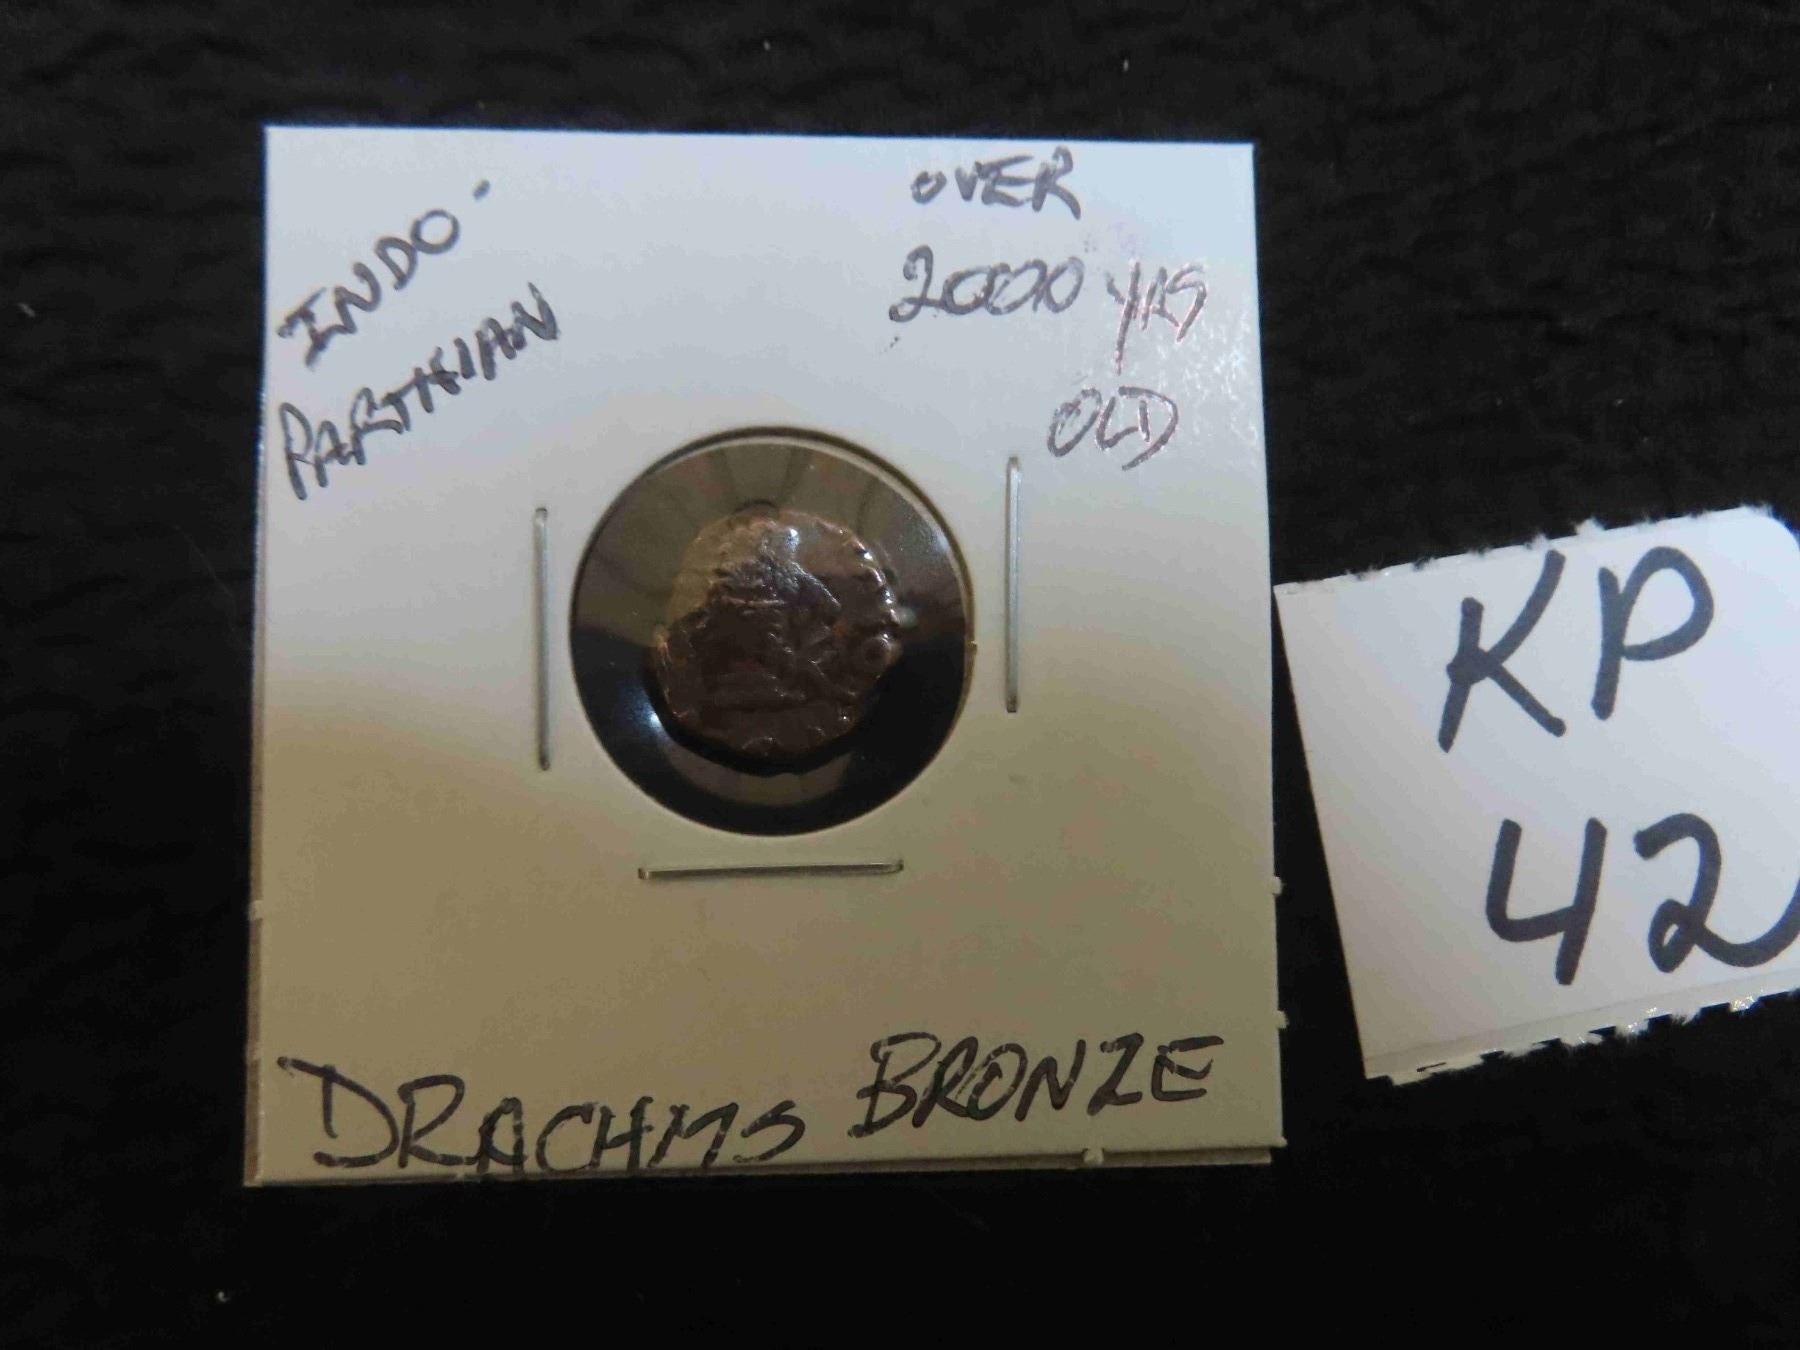 INDO-
PARTHIAN
OVER
2000 YRS
OLD
DRACHMS BRONZE
KP
42